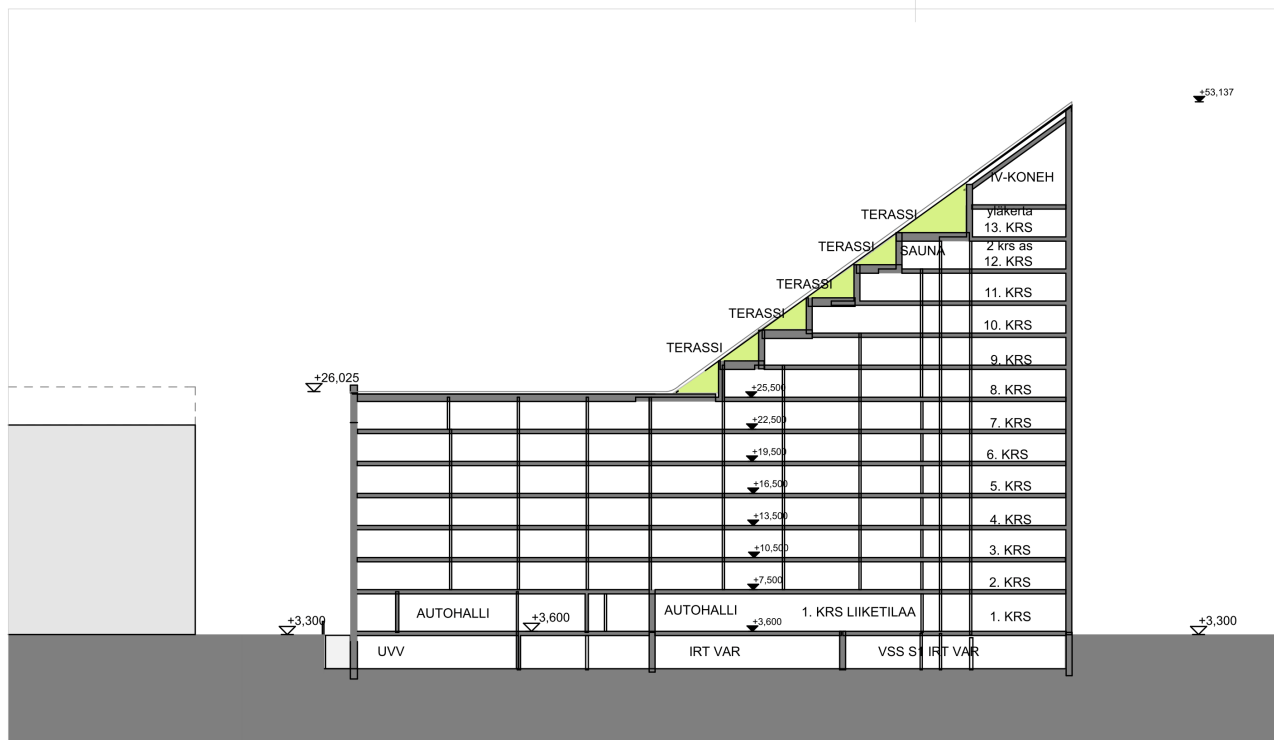 +53,137
IV-KONEH
TERASSI
yläkerta
13. KRS
TERASSI
SAUNA
2 krs as
12. KRS
TERASSI
11. KRS
TERASSI
10. KRS
TERASSI
9. KRS
+26,025
+25,500
8. KRS
+22,500
7. KRS
+19,500
6. KRS
+16,500
5. KRS
+13,500
4. KRS
+10,500
3. KRS
+7,500
2. KRS
AUTOHALLI
AUTOHALLI
1. KRS LIIKETILAA
1. KRS
+3,300
+3,600
+3,600
+3,300
UVV
IRT VAR
VSS S1 IRT VAR